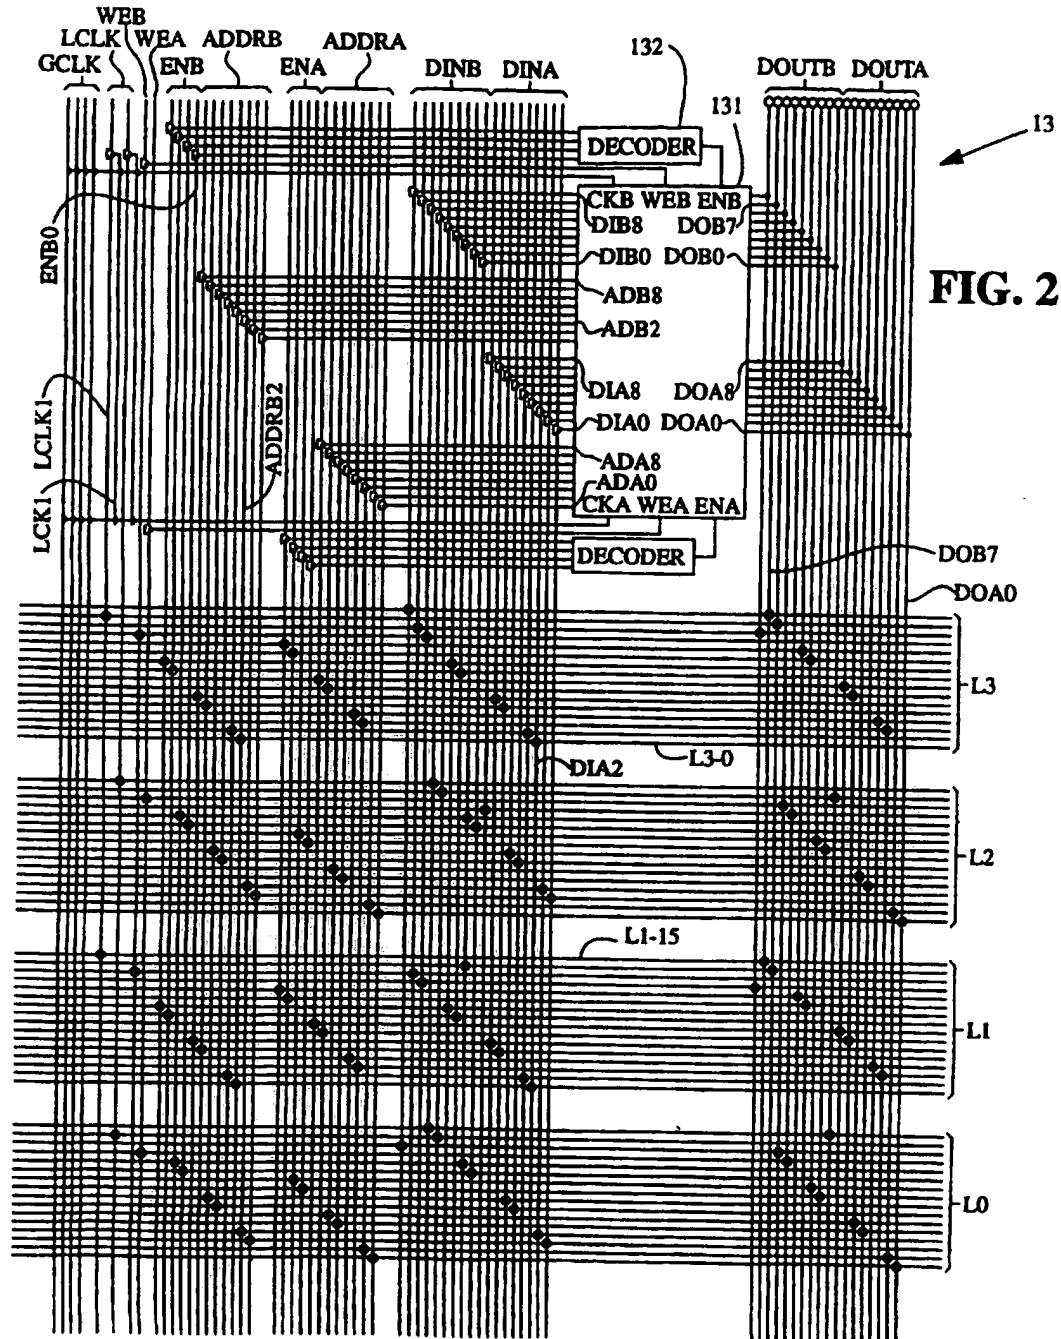 WEB
LCLK WEA ADDRB ADDRA
GCLK ENB ENA DINB DINA DOUTB DOUTA
132
131
13
DECODER
CKB WEB ENB
DIB8 DOB7
DIB0 DOB0
ENB0
ADB8
ADB2
FIG. 2
DIA8 DOA8
DIA0 DOA0
LCLK1
ADDRB2
ADA8
ADA0
CKA WEA ENA
LCK1
DECODER
DOB7
DOA0
L3
L3-0
DIA2
L2
L1-15
L1
L0